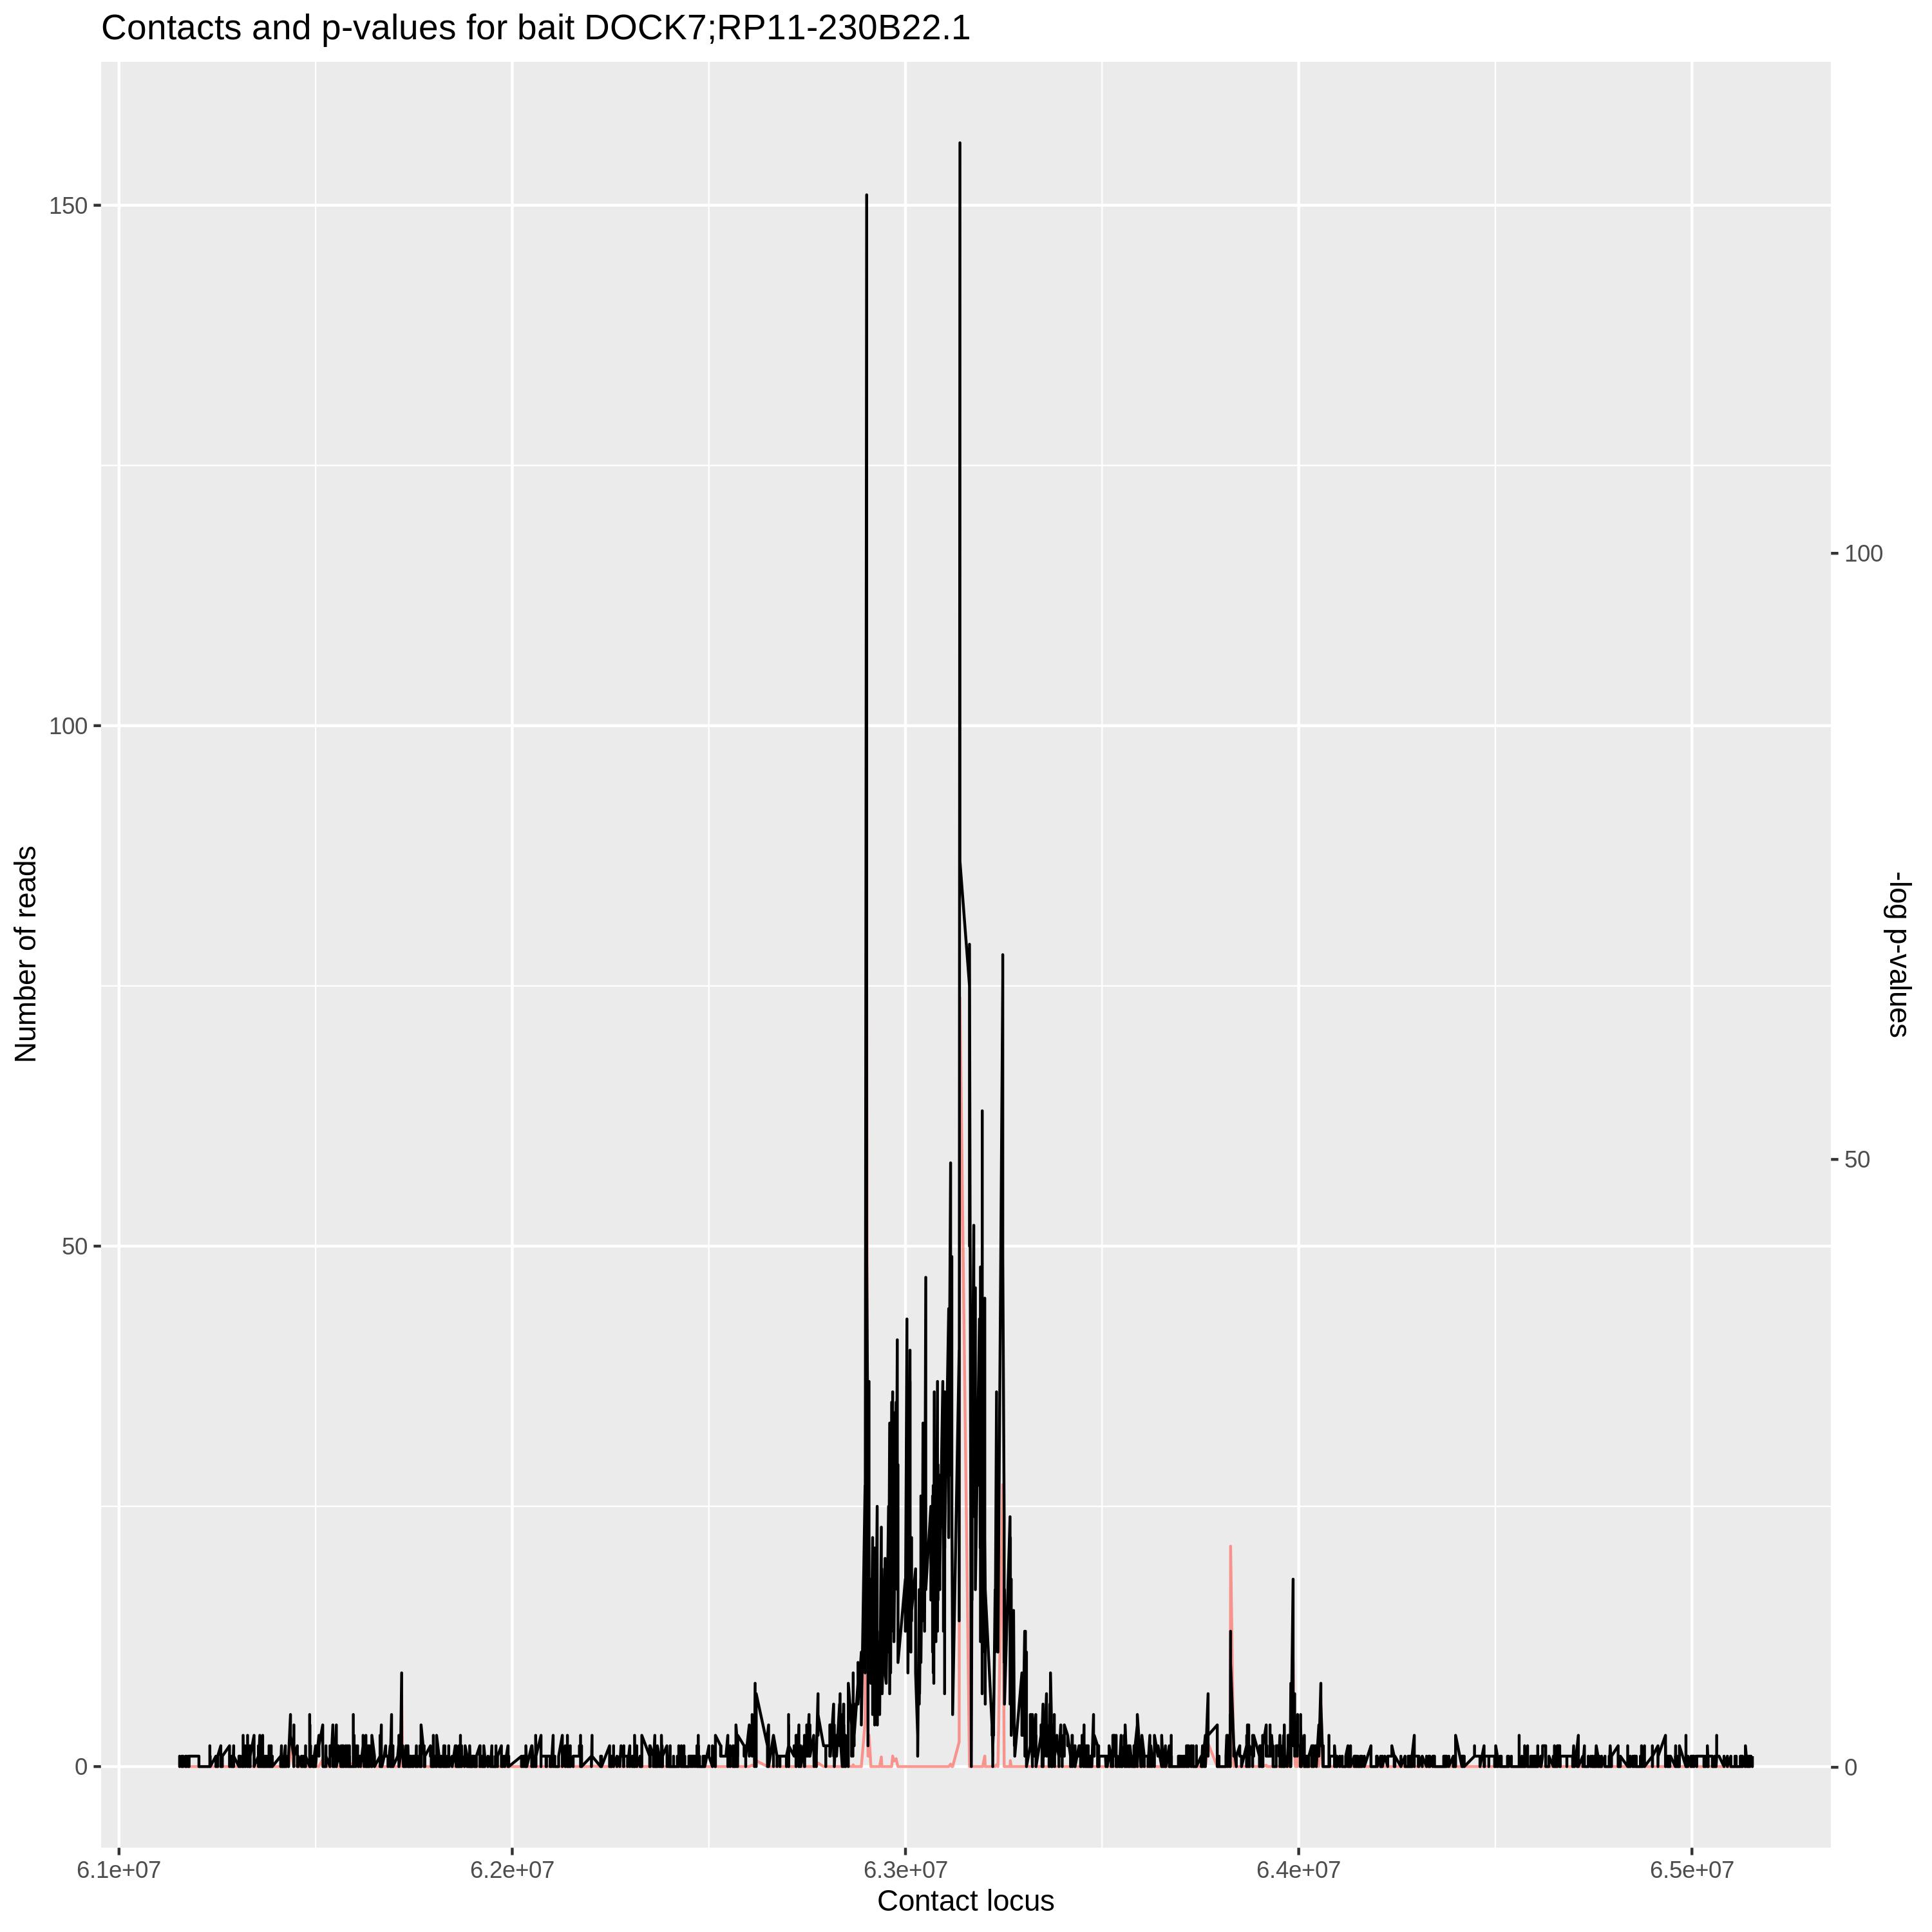 Contacts and p-values for bait DOCK7;RP11-230B22.1
150
100
50
0
Number of reads
100
50
0
-log p-values
6.1e+07
6.2e+07
6.3e+07
6.4e+07
6.5e+07
Contact locus